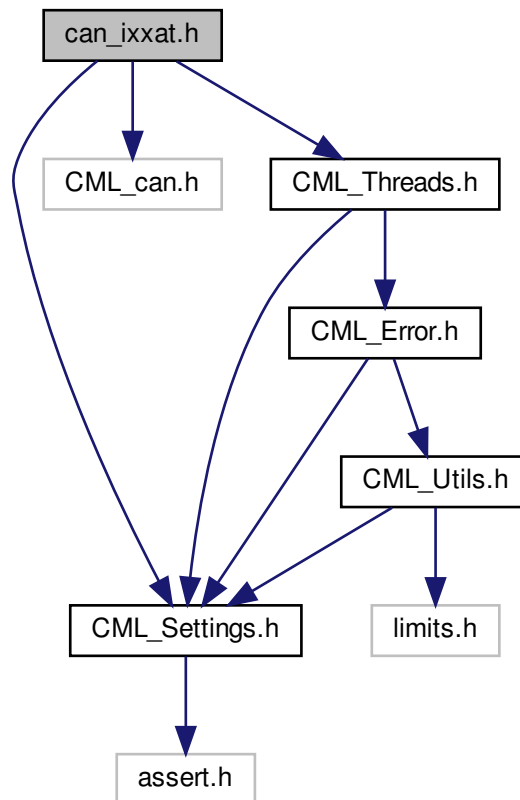 can_ixxat.h
CML_can.h
CML_Threads.h
CML_Error.h
CML_Utils.h
CML_Settings.h
limits.h
assert.h